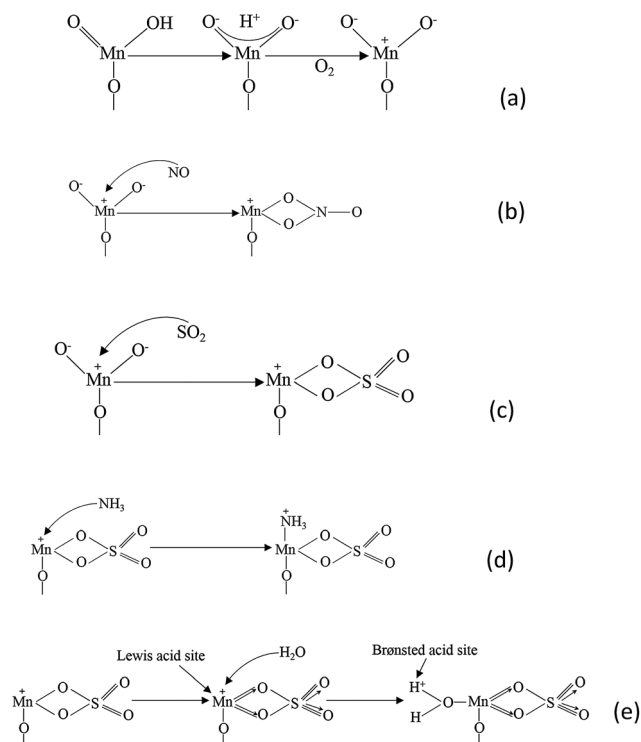 O OH O⁻ H⁺ O⁻ O⁻ O⁻
Mn Mn Mn⁺
O₂
O O O
(a)
NO
O⁻ O⁻ O
Mn⁺ Mn⁺ N O
O O O
(b)
SO₂
O⁻ O⁻ O O
Mn⁺ Mn⁺ S
O O O O
(c)
NH₃ NH₃⁺
O O O O
Mn⁺ S Mn S
O O O O O O
(d)
Lewis acid site H₂O Brønsted acid site
O O O O H⁺ O O
Mn⁺ S Mn⁺ S O Mn S
O O O O H O O
O O O
(e)